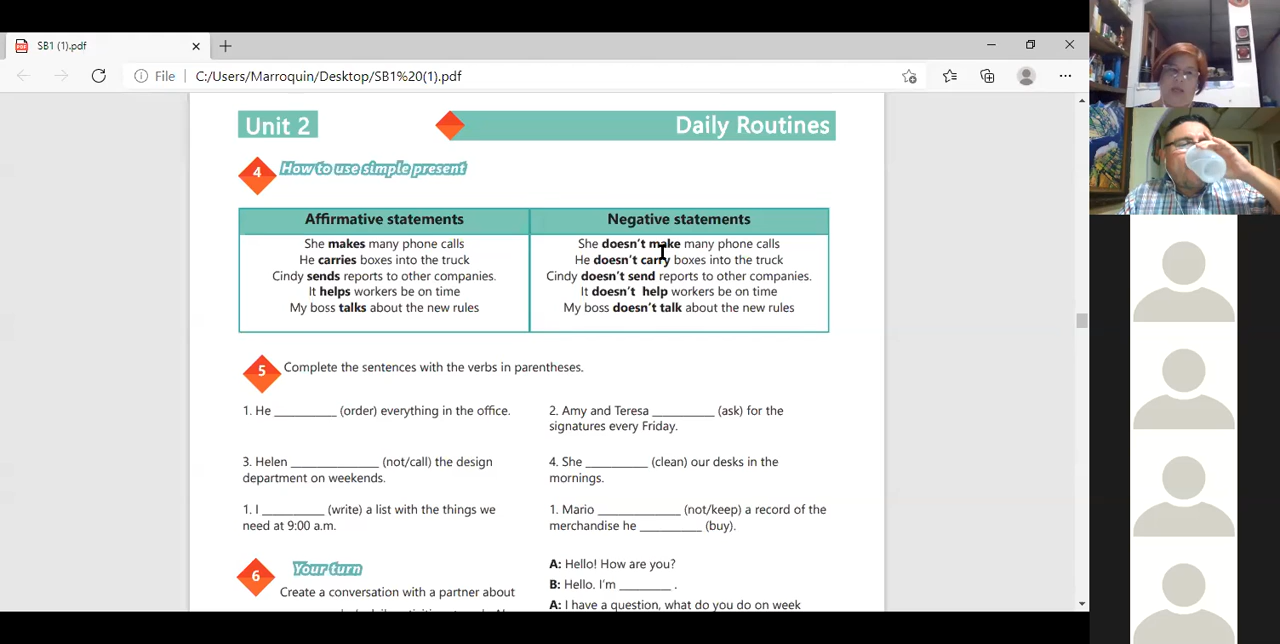 SB1 (1).pdf
File
C:/Users/Marroquin/Desktop/SB1%20(1).pdf
Unit 2
Daily Routines
4
How to use simple present
Affirmative statements
She makes many phone calls
He carries boxes into the truck
Cindy sends reports to other companies.
It helps workers be on time
My boss talks about the new rules
Negative statements
She doesn't make many phone calls
He doesn't carry boxes into the truck
Cindy doesn't send reports to other companies.
It doesn't help workers be on time
My boss doesn't talk about the new rules
5
Complete the sentences with the verbs in parentheses.
1. He __________ (order) everything in the office.
2. Amy and Teresa __________ (ask) for the
signatures every Friday.
3. Helen ______________ (not/call) the design
department on weekends.
4. She __________ (clean) our desks in the
mornings.
1. I __________ (write) a list with the things we
need at 9:00 a.m.
1. Mario _____________ (not/keep) a record of the
merchandise he __________ (buy).
6
Your turn
Create a conversation with a partner about
A: Hello! How are you?
B: Hello. I'm ________ .
A: I have a question, what do you do on week